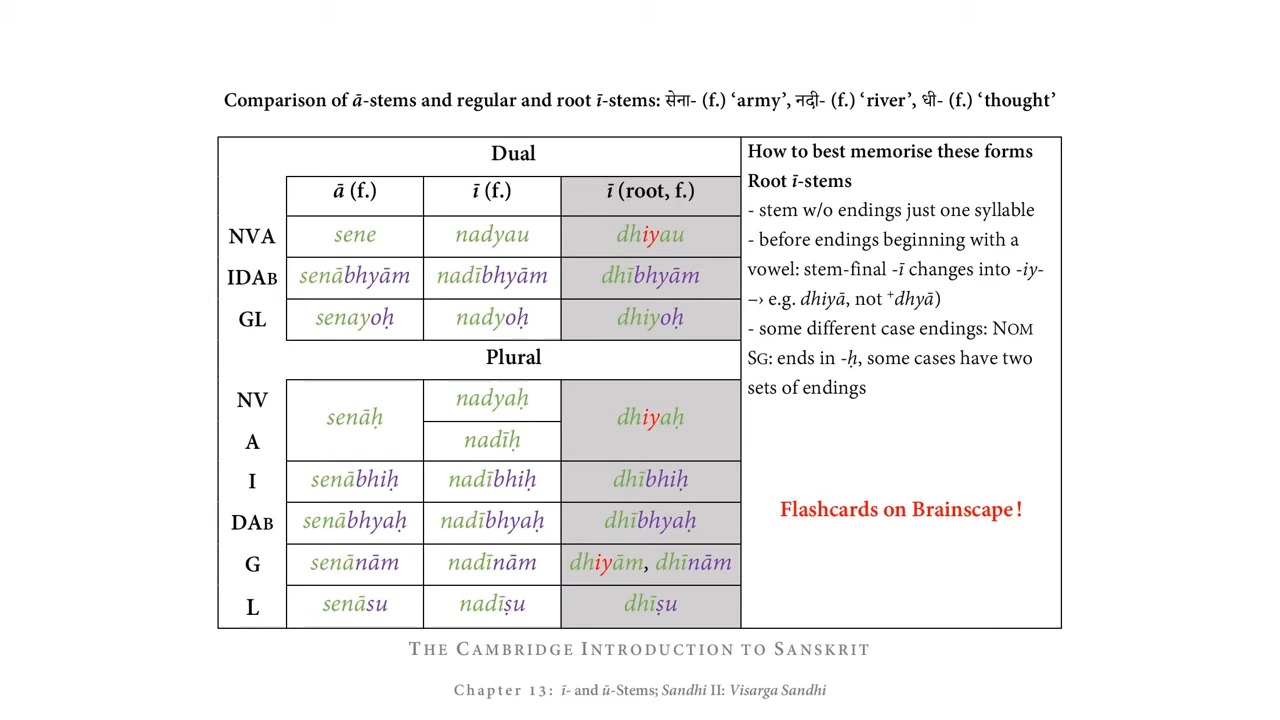 Comparison of ā-stems and regular and root ī-stems: सेना- (f.) ‘army’, नदी- (f.) ‘river’, धी- (f.) ‘thought’
Dual
ā (f.) ī (f.) ī (root, f.)
NVA sene nadyau dhiyau
IDAB senābhyām nadībhyām dhībhyām
GL senayoḥ nadyoḥ dhiyoḥ
Plural
NV senāḥ nadyaḥ dhiyaḥ
A nadīḥ
I senābhiḥ nadībhiḥ dhībhiḥ
DAB senābhyaḥ nadībhyaḥ dhībhyaḥ
G senānām nadīnām dhiyām, dhīnām
L senāsu nadīṣu dhīṣu
How to best memorise these forms
Root ī-stems
- stem w/o endings just one syllable
- before endings beginning with a
vowel: stem-final -ī changes into -iy-
–› e.g. dhiyā, not ⁺dhyā)
- some different case endings: NOM
SG: ends in -ḥ, some cases have two
sets of endings
Flashcards on Brainscape!
THE CAMBRIDGE INTRODUCTION TO SANSKRIT
Chapter 13: ī- and ū-Stems; Sandhi II: Visarga Sandhi